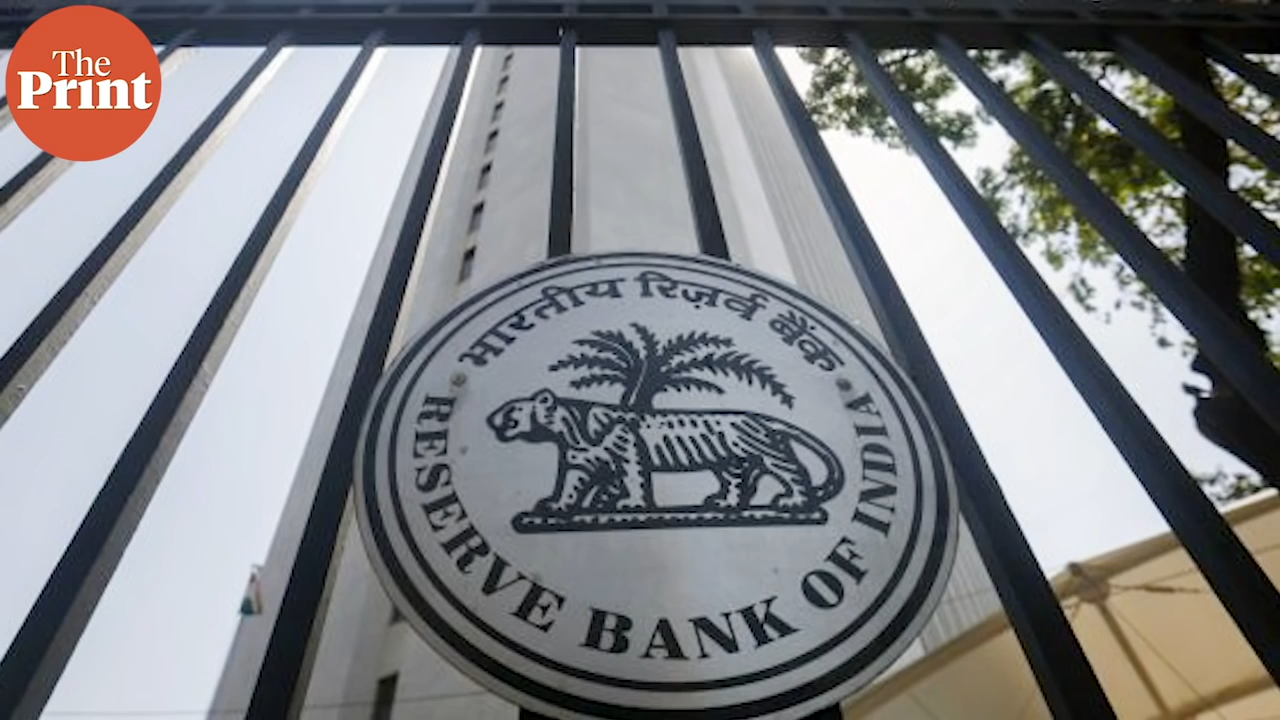 The
Print
भारतीय रिज़र्व बैंक
RESERVE BANK OF INDIA